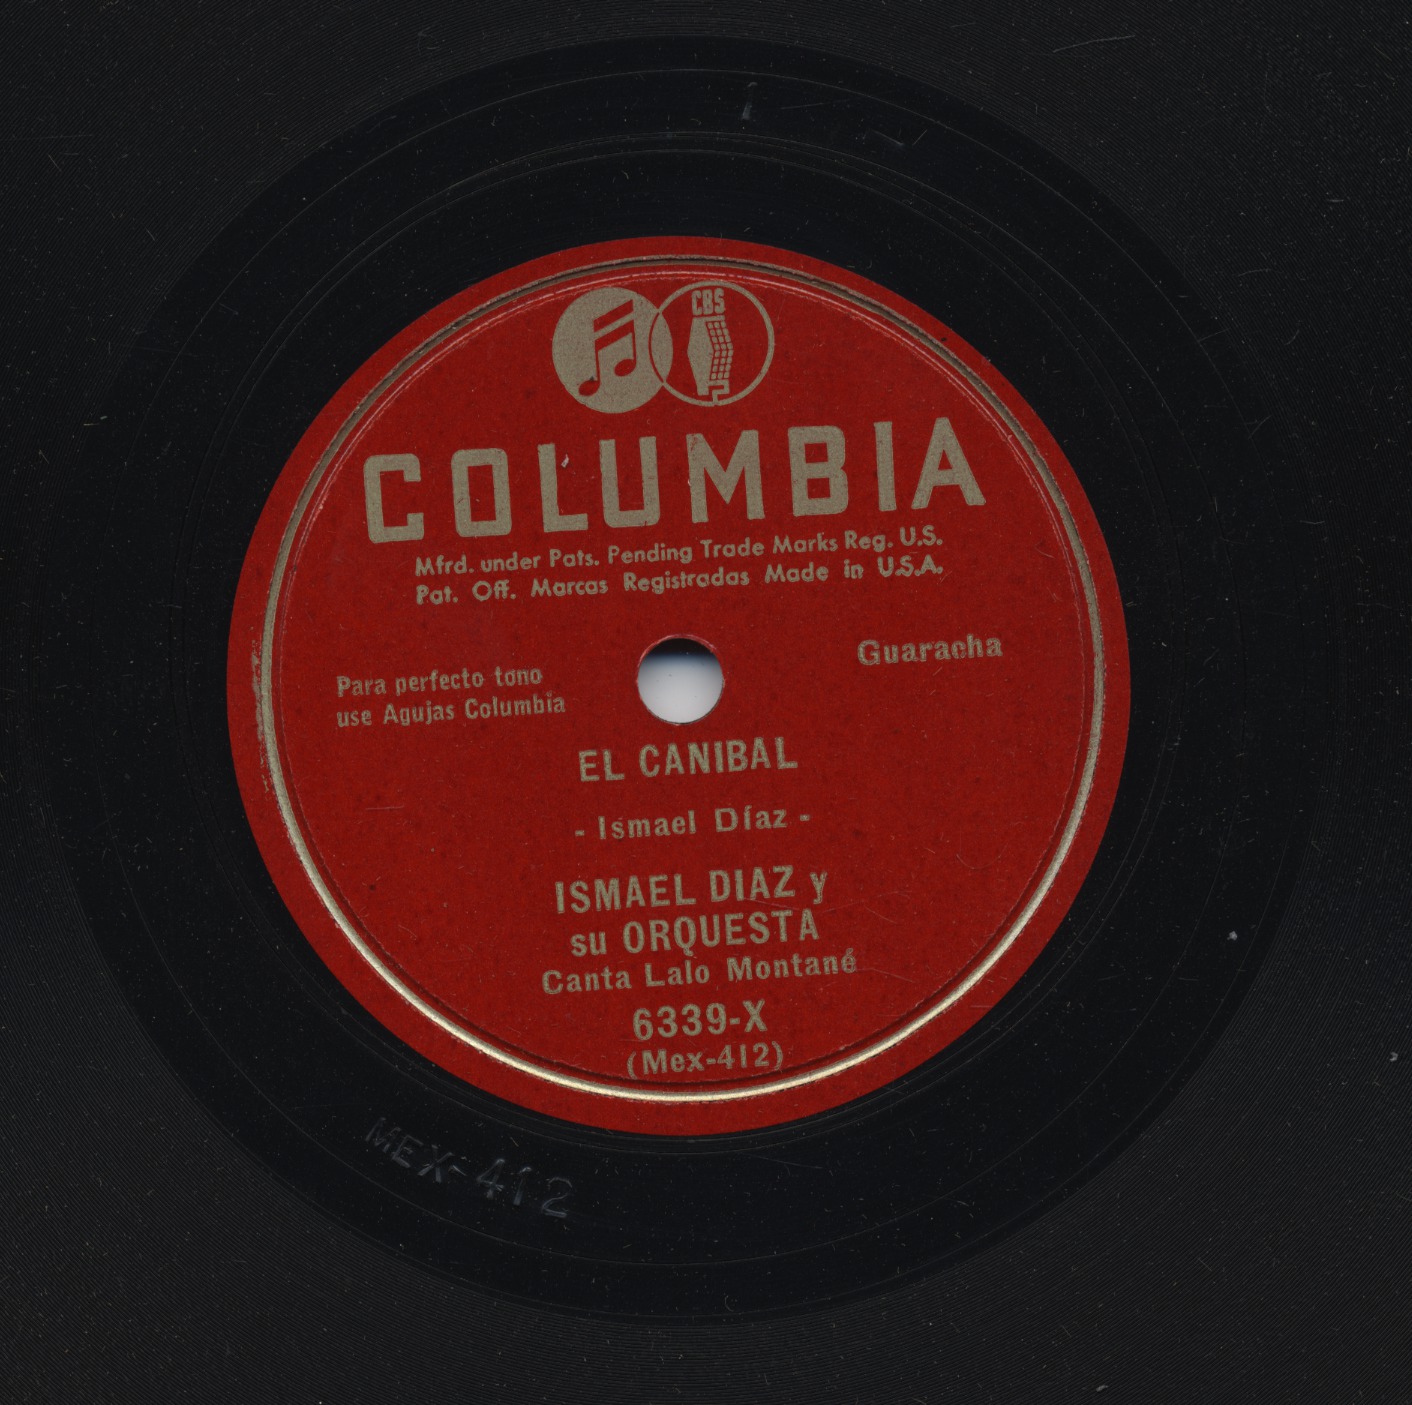 CBS
COLUMBIA
Mfrd. under Pats. Pending Trade Marks Reg. U.S.
Pat. Off. Marcas Registradas Made in U.S.A.
Guaracha
Para perfecto tono
use Agujas Columbia
EL CANIBAL
- Ismael Díaz -
ISMAEL DIAZ y
su ORQUESTA
Canta Lalo Montané
6339-X
(Mex-412)
MEX-412